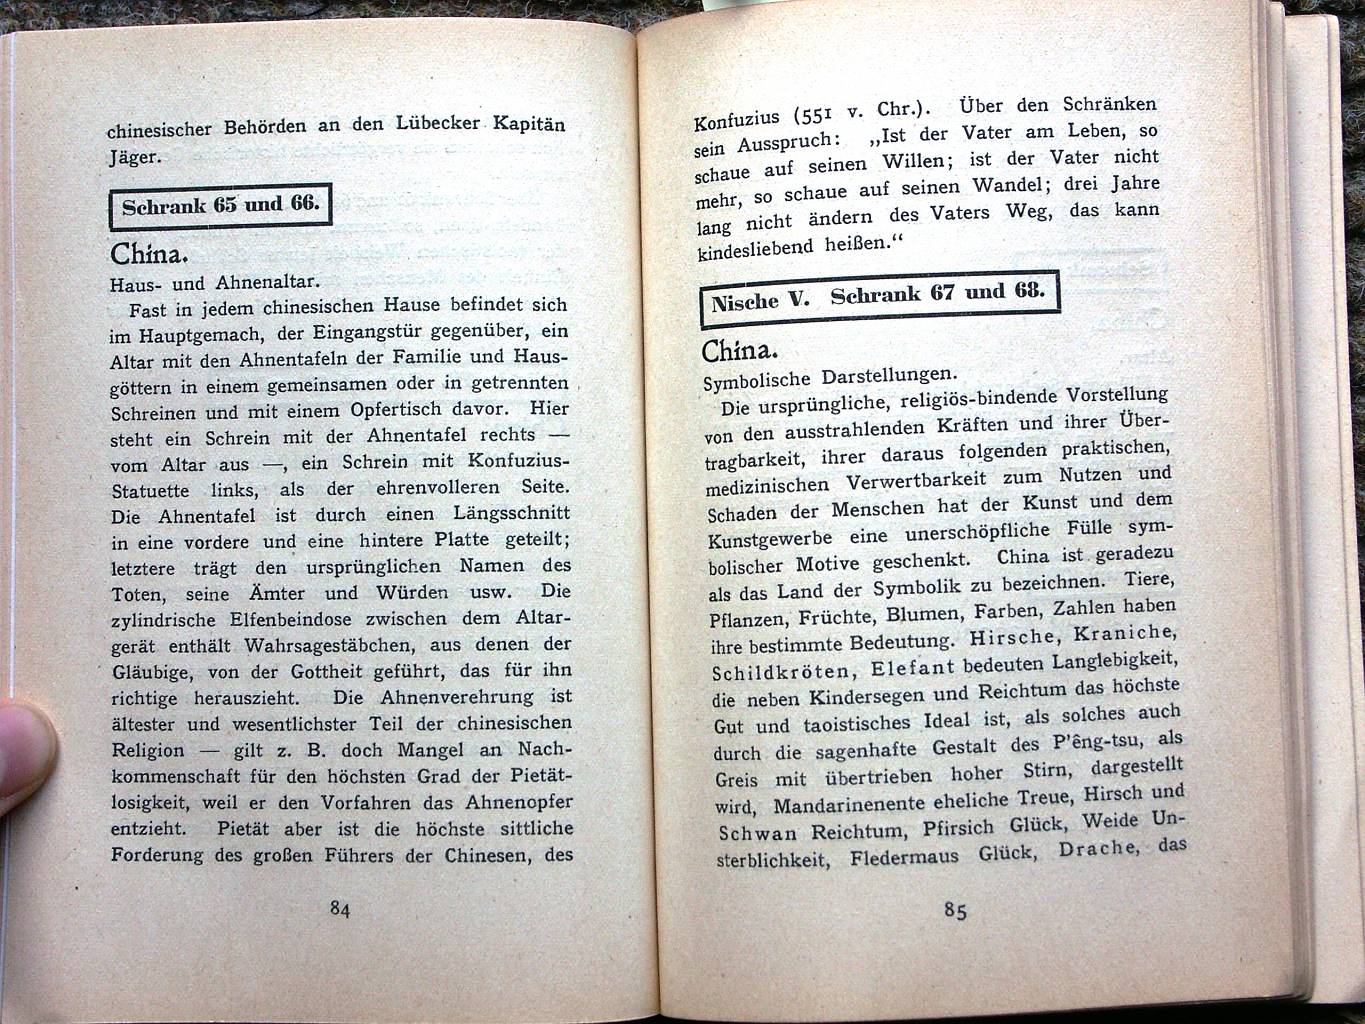 chinesischer Behörden an den Lübecker Kapitän
Jäger.
Schrank 65 und 66.
China.
Haus- und Ahnenaltar.
Fast in jedem chinesischen Hause befindet sich
im Hauptgemach, der Eingangstür gegenüber, ein
Altar mit den Ahnentafeln der Familie und Haus-
göttern in einem gemeinsamen oder in getrennten
Schreinen und mit einem Opfertisch davor. Hier
steht ein Schrein mit der Ahnentafel rechts —
vom Altar aus —, ein Schrein mit Konfuzius-
Statuette links, als der ehrenvolleren Seite.
Die Ahnentafel ist durch einen Längsschnitt
in eine vordere und eine hintere Platte geteilt;
letztere trägt den ursprünglichen Namen des
Toten, seine Ämter und Würden usw. Die
zylindrische Elfenbeindose zwischen dem Altar-
gerät enthält Wahrsagestäbchen, aus denen der
Gläubige, von der Gottheit geführt, das für ihn
richtige herauszieht. Die Ahnenverehrung ist
ältester und wesentlichster Teil der chinesischen
Religion — gilt z. B. doch Mangel an Nach-
kommenschaft für den höchsten Grad der Pietät-
losigkeit, weil er den Vorfahren das Ahnenopfer
entzieht. Pietät aber ist die höchste sittliche
Forderung des großen Führers der Chinesen, des
84
Konfuzius (551 v. Chr.). Über den Schränken
sein Ausspruch: „Ist der Vater am Leben, so
schaue auf seinen Willen; ist der Vater nicht
mehr, so schaue auf seinen Wandel; drei Jahre
lang nicht ändern des Vaters Weg, das kann
kindesliebend heißen.“
Nische V. Schrank 67 und 68.
China.
Symbolische Darstellungen.
Die ursprüngliche, religiös-bindende Vorstellung
von den ausstrahlenden Kräften und ihrer Über-
tragbarkeit, ihrer daraus folgenden praktischen,
medizinischen Verwertbarkeit zum Nutzen und
Schaden der Menschen hat der Kunst und dem
Kunstgewerbe eine unerschöpfliche Fülle sym-
bolischer Motive geschenkt. China ist geradezu
als das Land der Symbolik zu bezeichnen. Tiere,
Pflanzen, Früchte, Blumen, Farben, Zahlen haben
ihre bestimmte Bedeutung. Hirsche, Kraniche,
Schildkröten, Elefant bedeuten Langlebigkeit,
die neben Kindersegen und Reichtum das höchste
Gut und taoistisches Ideal ist, als solches auch
durch die sagenhafte Gestalt des P'êng-tsu, als
Greis mit übertrieben hoher Stirn, dargestellt
wird, Mandarinenente eheliche Treue, Hirsch und
Schwan Reichtum, Pfirsich Glück, Weide Un-
sterblichkeit, Fledermaus Glück, Drache, das
85